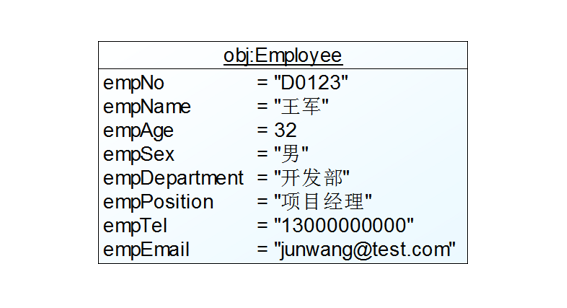 obj:Employee
empNo = "D0123"
empName = "王军"
empAge = 32
empSex = "男"
empDepartment = "开发部"
empPosition = "项目经理"
empTel = "13000000000"
empEmail = "junwang@test.com"